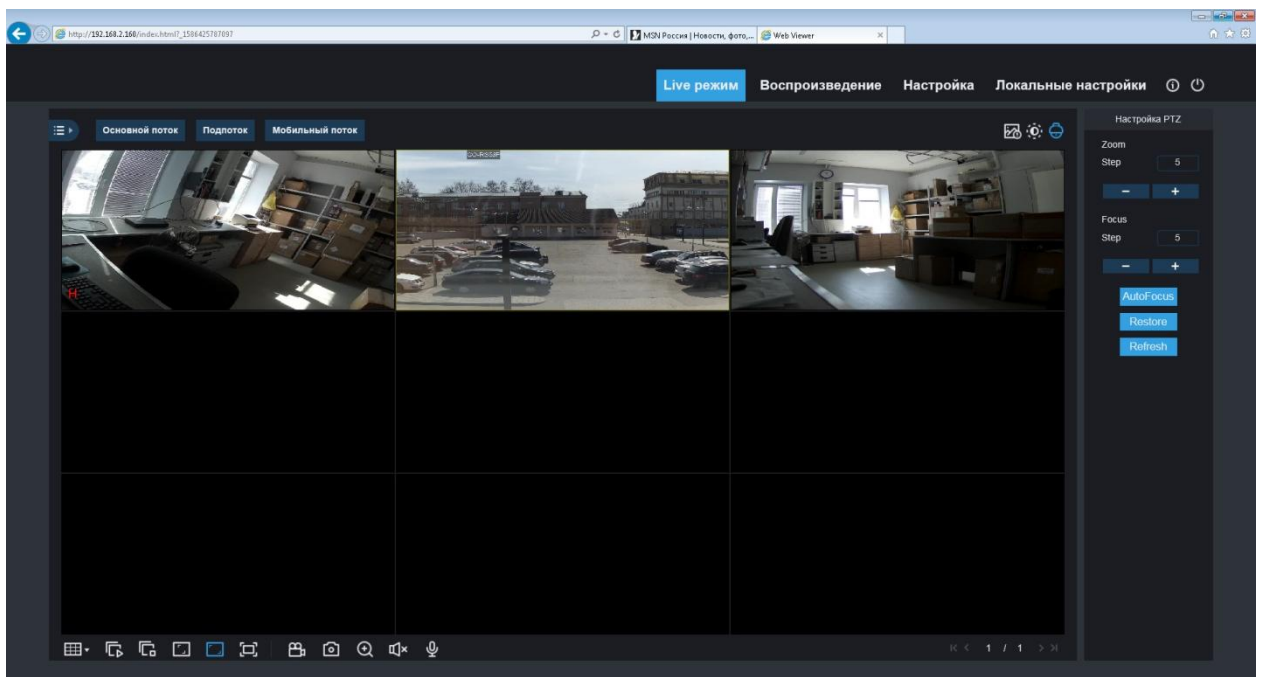 http://192.168.2.160/index.html?_1586425787097
MSN Россия | Новости, фото,...
Web Viewer
Live режим
Воспроизведение
Настройка
Локальные настройки
Основной поток
Подпоток
Мобильный поток
Настройка PTZ
Zoom
Step 5
− +
Focus
Step 5
− +
AutoFocus
Restore
Refresh
H
1 / 1